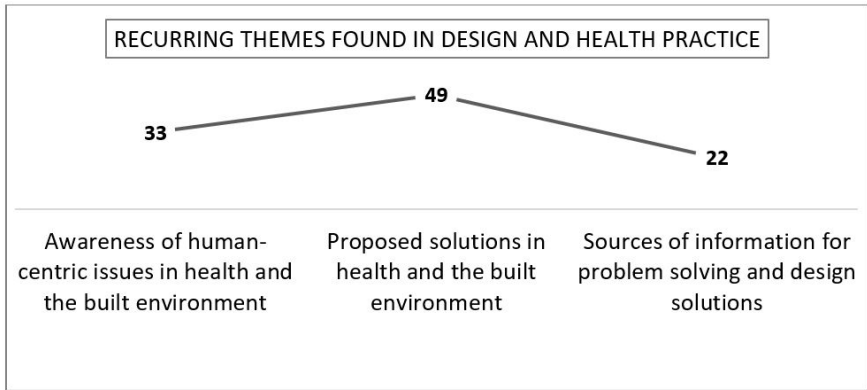 RECURRING THEMES FOUND IN DESIGN AND HEALTH PRACTICE
49
33
22
Awareness of human-
centric issues in health and
the built environment
Proposed solutions in
health and the built
environment
Sources of information for
problem solving and design
solutions